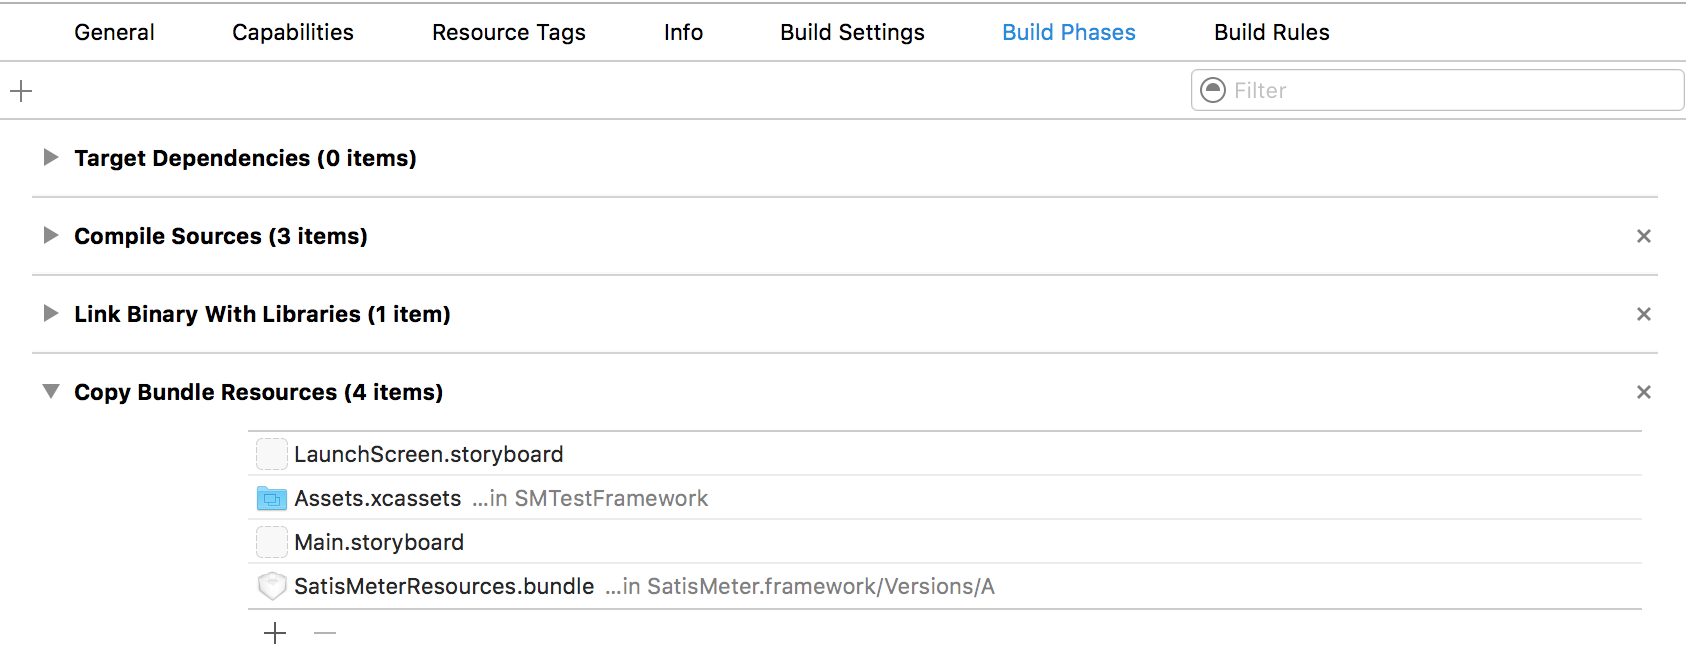 General Capabilities Resource Tags Info Build Settings Build Phases Build Rules
Filter
Target Dependencies (0 items)
Compile Sources (3 items)
Link Binary With Libraries (1 item)
Copy Bundle Resources (4 items)
LaunchScreen.storyboard
Assets.xcassets ...in SMTestFramework
Main.storyboard
SatisMeterResources.bundle ...in SatisMeter.framework/Versions/A